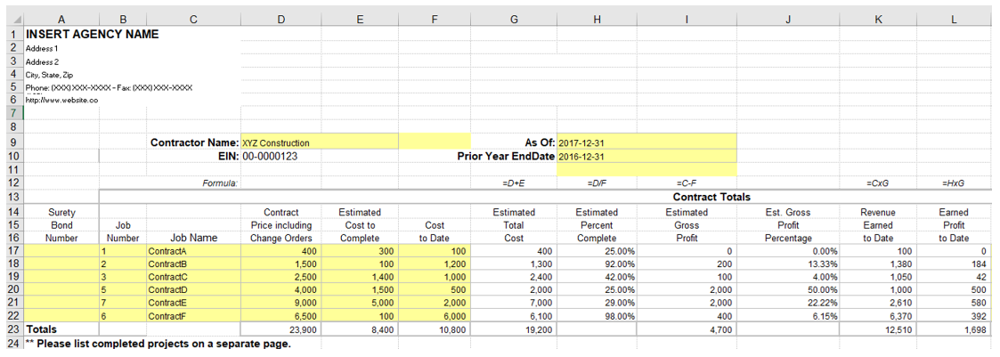 A B C D E F G H I J K L
1 INSERT AGENCY NAME
2 Address 1
3 Address 2
4 City, State, Zip
5 Phone: (XXX) XXX-XXXX - Fax: (XXX) XXX-XXXX
6 http://www.website.co
7
8
9 Contractor Name: XYZ Construction As Of: 2017-12-31
10 EIN: 00-0000123 Prior Year EndDate 2016-12-31
11
12 Formula: =D+E =D/F =C-F =CxG =HxG
13 Contract Totals
14 Surety Contract Estimated Estimated Estimated Estimated Est. Gross Revenue Earned
15 Bond Job Price including Cost to Cost Total Percent Gross Profit Earned Profit
16 Number Number Job Name Change Orders Complete to Date Cost Complete Profit Percentage to Date to Date
17 1 ContractA 400 300 100 400 25.00% 0 0.00% 100 0
18 2 ContractB 1,500 100 1,200 1,300 92.00% 200 13.33% 1,380 184
19 3 ContractC 2,500 1,400 1,000 2,400 42.00% 100 4.00% 1,050 42
20 5 ContractD 4,000 1,500 500 2,000 25.00% 2,000 50.00% 1,000 500
21 7 ContractE 9,000 5,000 2,000 7,000 29.00% 2,000 22.22% 2,610 580
22 6 ContractF 6,500 100 6,000 6,100 98.00% 400 6.15% 6,370 392
23 Totals 23,900 8,400 10,800 19,200 4,700 12,510 1,698
24 ** Please list completed projects on a separate page.